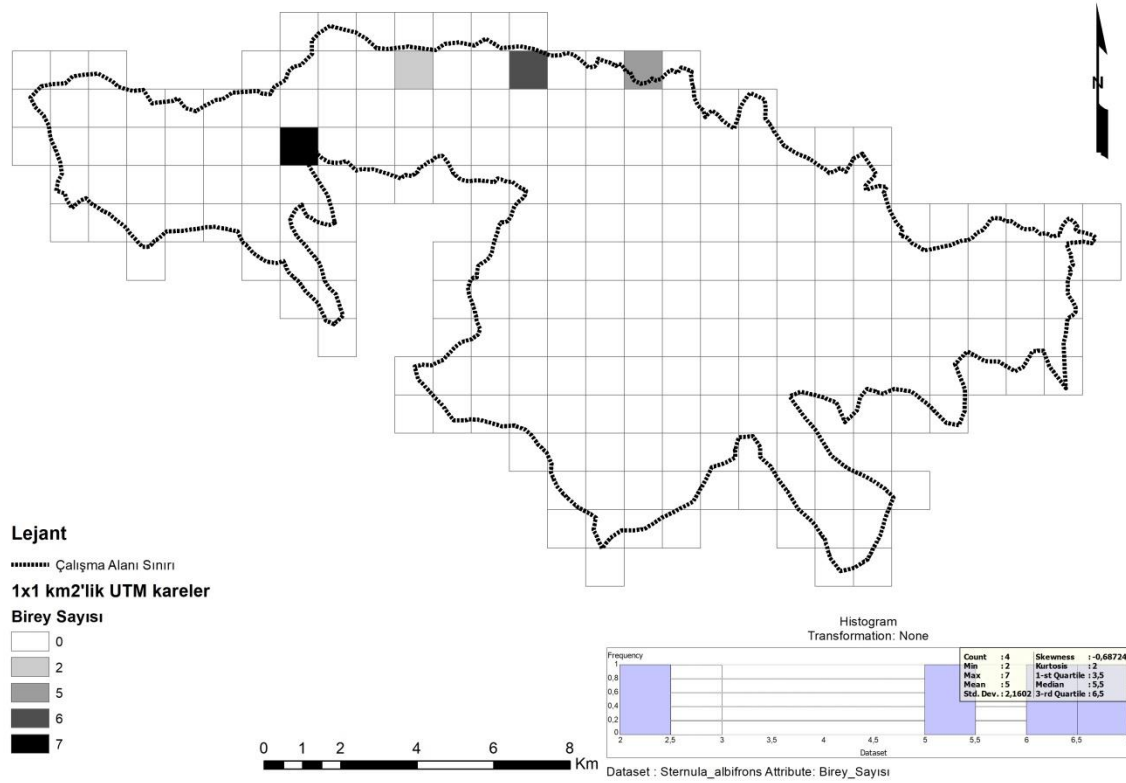 N
Lejant
Çalışma Alanı Sınırı
1x1 km2'lik UTM kareler
Birey Sayısı
0
2
5
6
7
0 1 2 4 6 8
Km
Histogram
Transformation: None
Frequency
1
0,8
0,6
0,4
0,2
0
2 2,5 3 3,5 4 4,5 5 5,5 6 6,5
Dataset
Count : 4 Skewness : -0,68724
Min : 2 Kurtosis : 2
Max : 7 1-st Quartile : 3,5
Mean : 5 Median : 5,5
Std. Dev. : 2,1602 3-rd Quartile : 6,5
Dataset : Sternula_albifrons Attribute: Birey_Sayısı